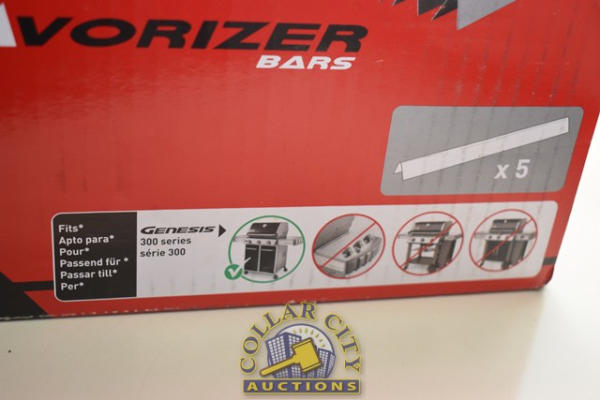 AVORIZER
BARS
x 5
Fits*
Apto para*
Pour*
Passend für *
Passar till*
Per*
GENESIS
300 series
série 300
COLLAR CITY
AUCTIONS